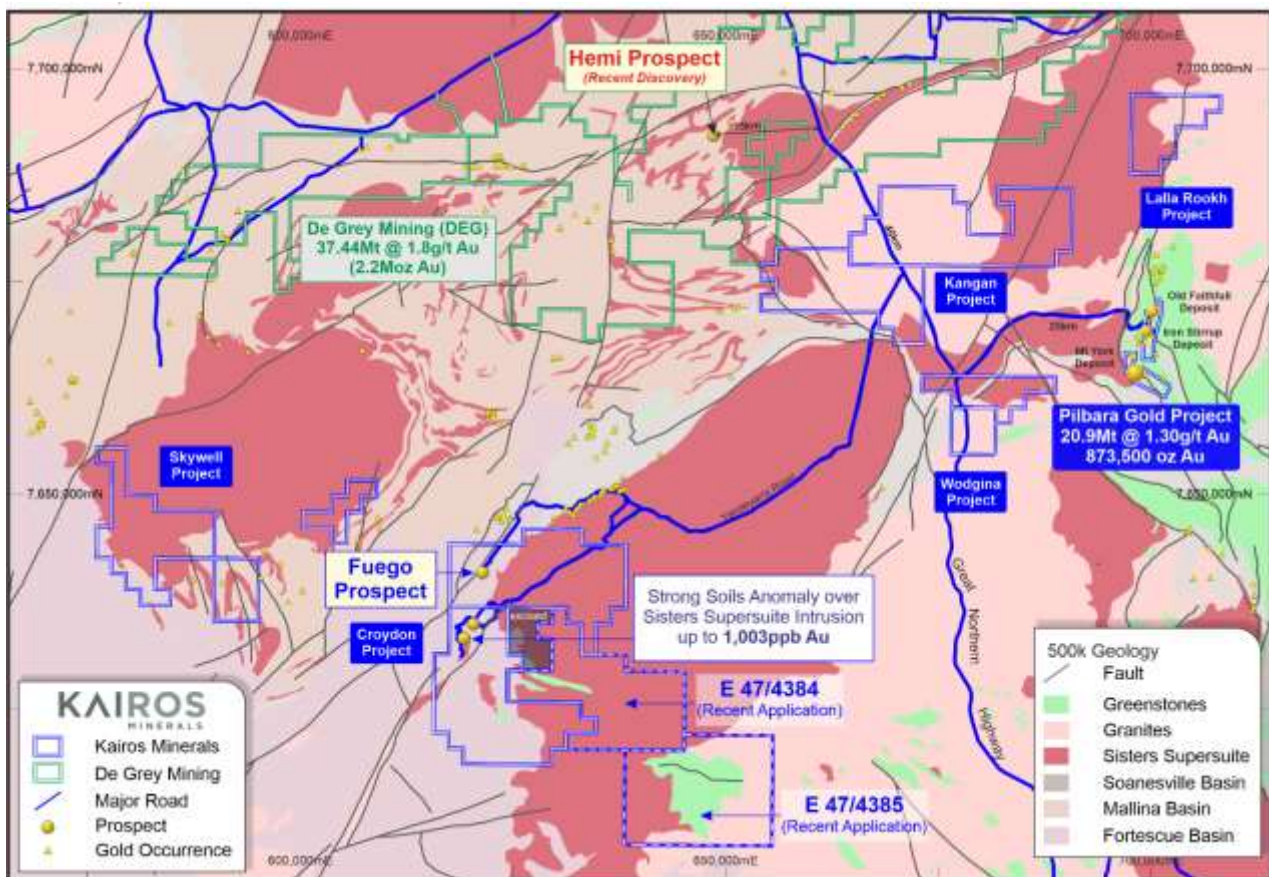 600,000mE
650,000mE
700,000mE
7,700,000mN
7,700,000mN
Hemi Prospect
(Recent Discovery)
Lalla Rookh
Project
De Grey Mining (DEG)
37.44Mt @ 1.8g/t Au
(2.2Moz Au)
Kangan
Project
Old Faithfull
Deposit
25km
Iron Stirrup
Deposit
Mt York
Deposit
Pilbara Gold Project
20.9Mt @ 1.30g/t Au
873,500 oz Au
Skywell
Project
7,650,000mN
7,650,000mN
Wodgina
Project
Fuego
Prospect
Great Northern Highway
Strong Soils Anomaly over
Sisters Supersuite Intrusion
up to 1,003ppb Au
Croydon
Project
E 47/4384
(Recent Application)
E 47/4385
(Recent Application)
KAIROS
MINERALS
Kairos Minerals
De Grey Mining
Major Road
Prospect
Gold Occurrence
500k Geology
Fault
Greenstones
Granites
Sisters Supersuite
Soanesville Basin
Mallina Basin
Fortescue Basin
600,000mE
650,000mE
700,000mE